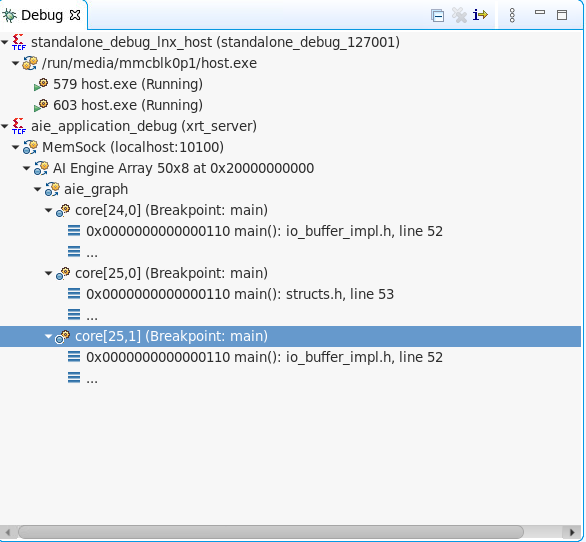 Debug
standalone_debug_lnx_host (standalone_debug_127001)
/run/media/mmcblk0p1/host.exe
579 host.exe (Running)
603 host.exe (Running)
aie_application_debug (xrt_server)
MemSock (localhost:10100)
AI Engine Array 50x8 at 0x20000000000
aie_graph
core[24,0] (Breakpoint: main)
0x0000000000000110 main(): io_buffer_impl.h, line 52
...
core[25,0] (Breakpoint: main)
0x0000000000000110 main(): structs.h, line 53
...
core[25,1] (Breakpoint: main)
0x0000000000000110 main(): io_buffer_impl.h, line 52
...